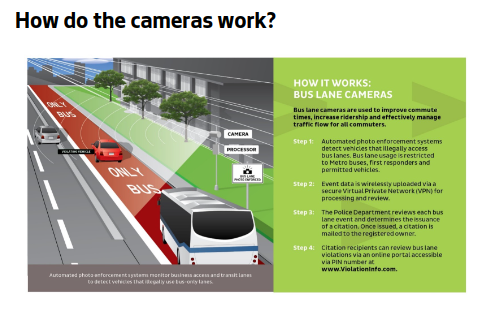 How do the cameras work?
ONLY
BUS
VIOLATING VEHICLE
ONLY
BUS
CAMERA
PROCESSOR
BUS LANE
PHOTO ENFORCED
Automated photo enforcement systems monitor business access and transit lanes
to detect vehicles that illegally use bus-only lanes.
HOW IT WORKS:
BUS LANE CAMERAS
Bus lane cameras are used to improve commute
times, increase ridership and effectively manage
traffic flow for all commuters.
Step 1: Automated photo enforcement systems
detect vehicles that illegally access
bus lanes. Bus lane usage is restricted
to Metro buses, first responders and
permitted vehicles.
Step 2: Event data is wirelessly uploaded via a
secure Virtual Private Network (VPN) for
processing and review.
Step 3: The Police Department reviews each bus
lane event and determines the issuance
of a citation. Once issued, a citation is
mailed to the registered owner.
Step 4: Citation recipients can review bus lane
violations via an online portal accessible
via PIN number at
www.ViolationInfo.com.